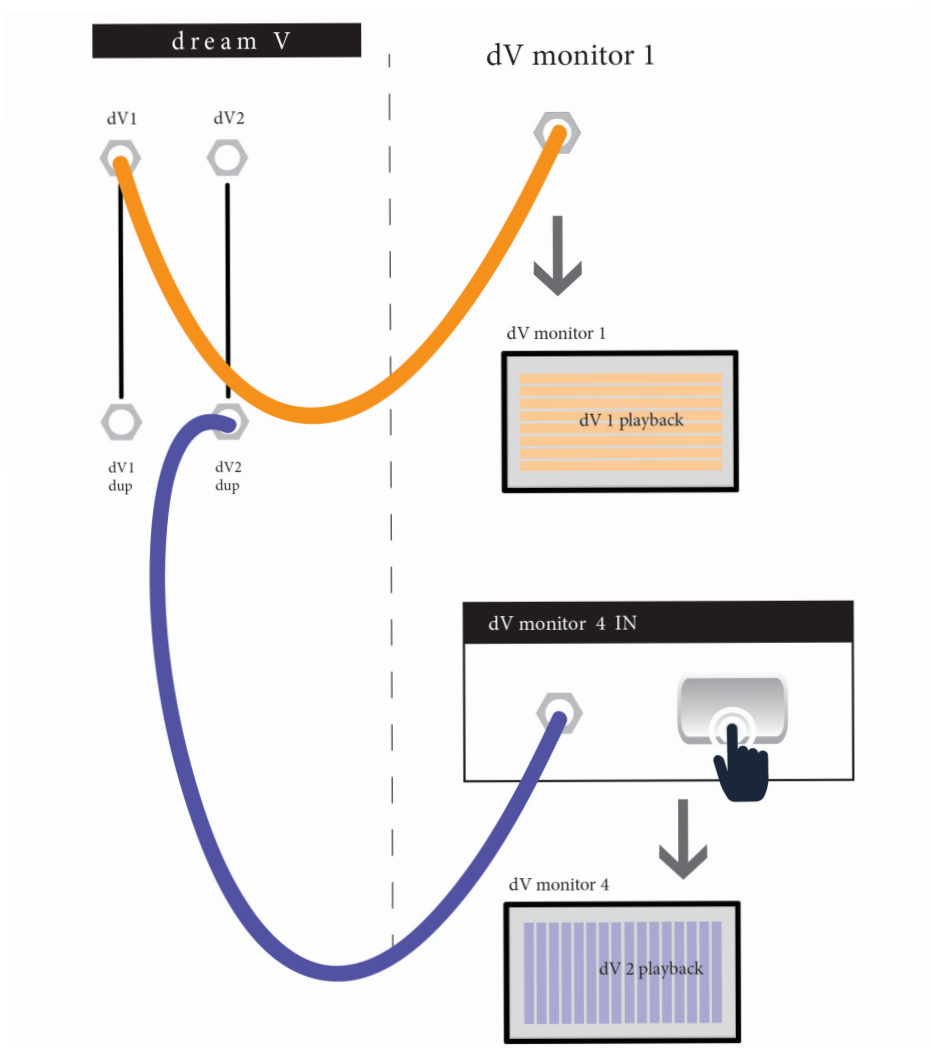 dream V
dV monitor 1
dV1
dV2
dV monitor 1
dV 1 playback
dV1
dup
dV2
dup
dV monitor 4 IN
dV monitor 4
dV 2 playback